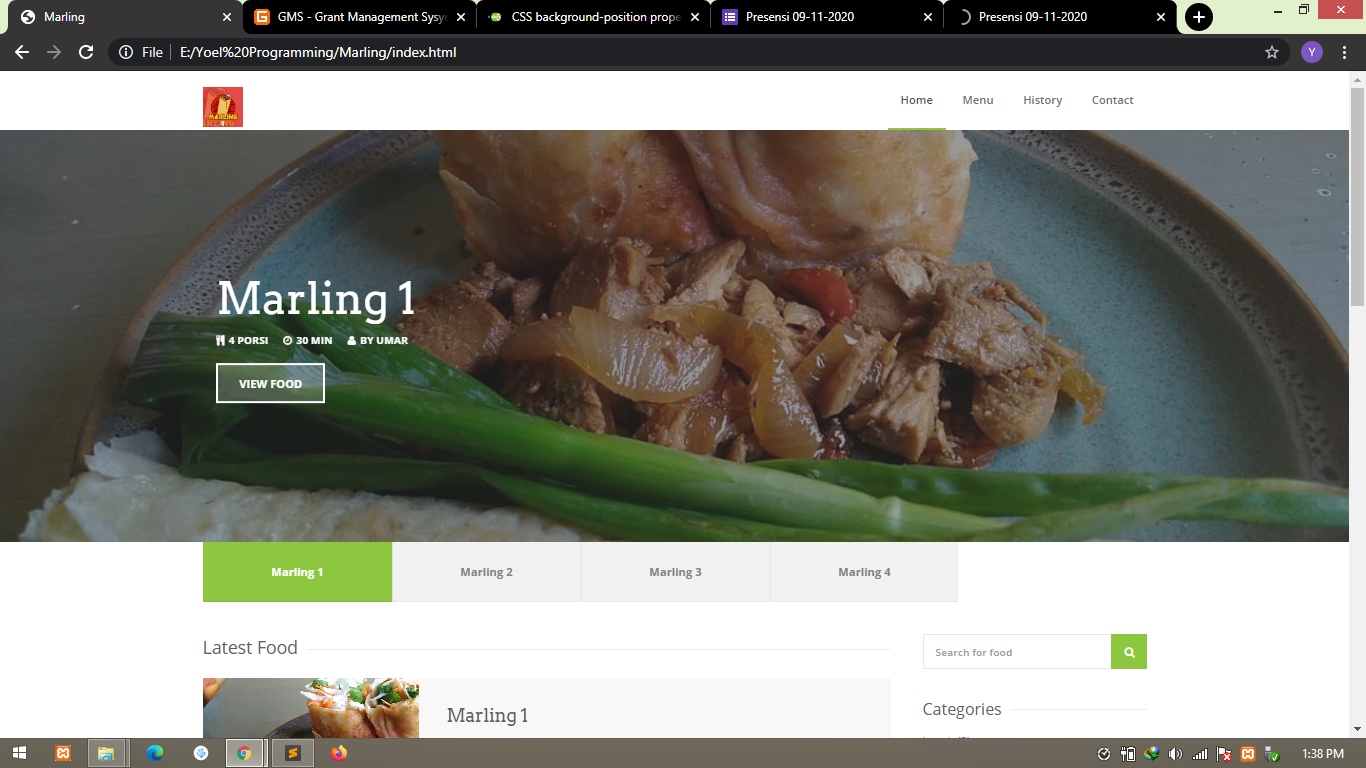 Marling
GMS - Grant Management Sysy
CSS background-position prope
Presensi 09-11-2020
Presensi 09-11-2020
File
E:/Yoel%20Programming/Marling/index.html
Y
MARLING
Home
Menu
History
Contact
Marling 1
4 PORSI
30 MIN
BY UMAR
VIEW FOOD
Marling 1
Marling 2
Marling 3
Marling 4
Latest Food
Search for food
Marling 1
Categories
1:38 PM